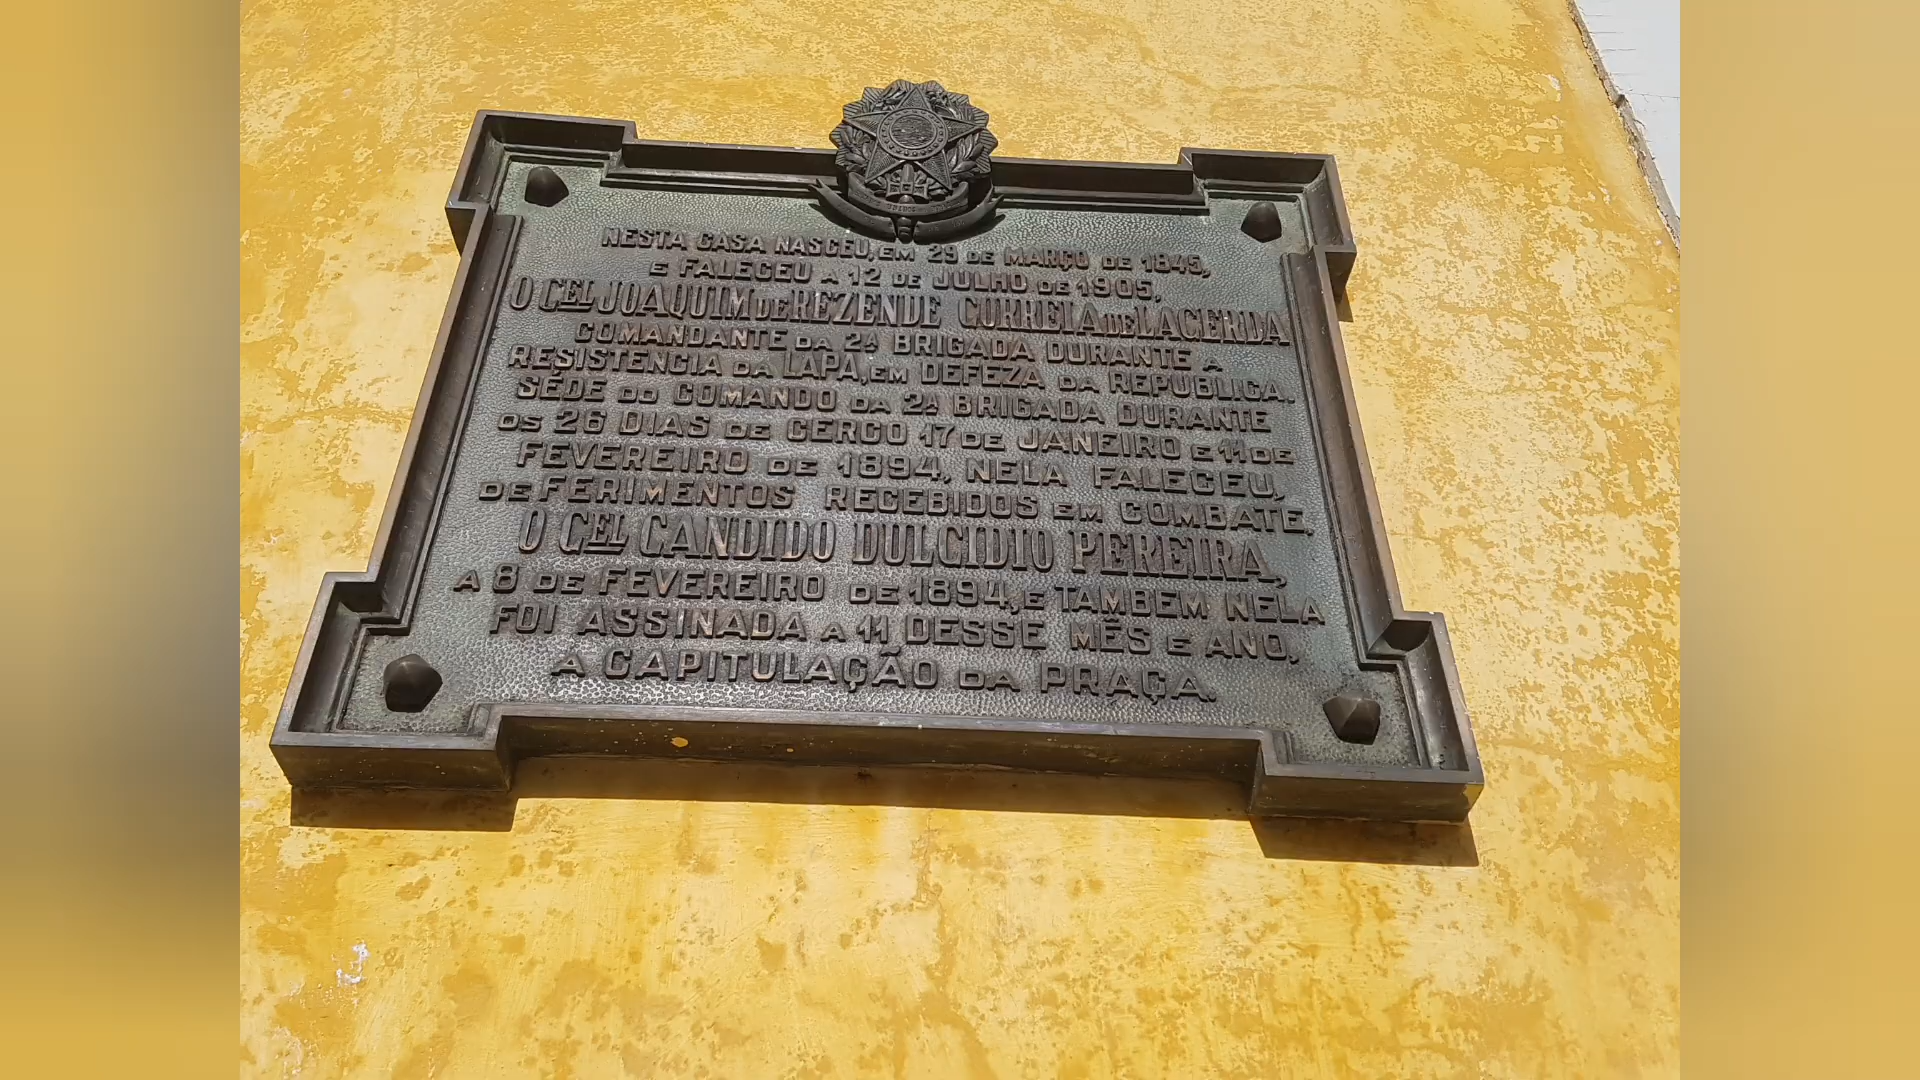 NESTA CASA NASCEU, EM 29 DE MARÇO DE 1845,
E FALECEU A 12 DE JULHO DE 1905,
O CEL JOAQUIM DE REZENDE CORREIA DE LACERDA
COMANDANTE DA 2ª BRIGADA DURANTE A
RESISTENCIA DA LAPA, EM DEFEZA DA REPUBLICA.
SÉDE DO COMANDO DA 2ª BRIGADA DURANTE
OS 26 DIAS DE CERCO 17 DE JANEIRO E 11 DE
FEVEREIRO DE 1894, NELA FALECEU,
DE FERIMENTOS RECEBIDOS EM COMBATE,
O CEL CANDIDO DULCIDIO PEREIRA,
A 8 DE FEVEREIRO DE 1894, E TAMBEM NELA
FOI ASSINADA A 11 DESSE MÊS E ANO,
A CAPITULAÇÃO DA PRAÇA.